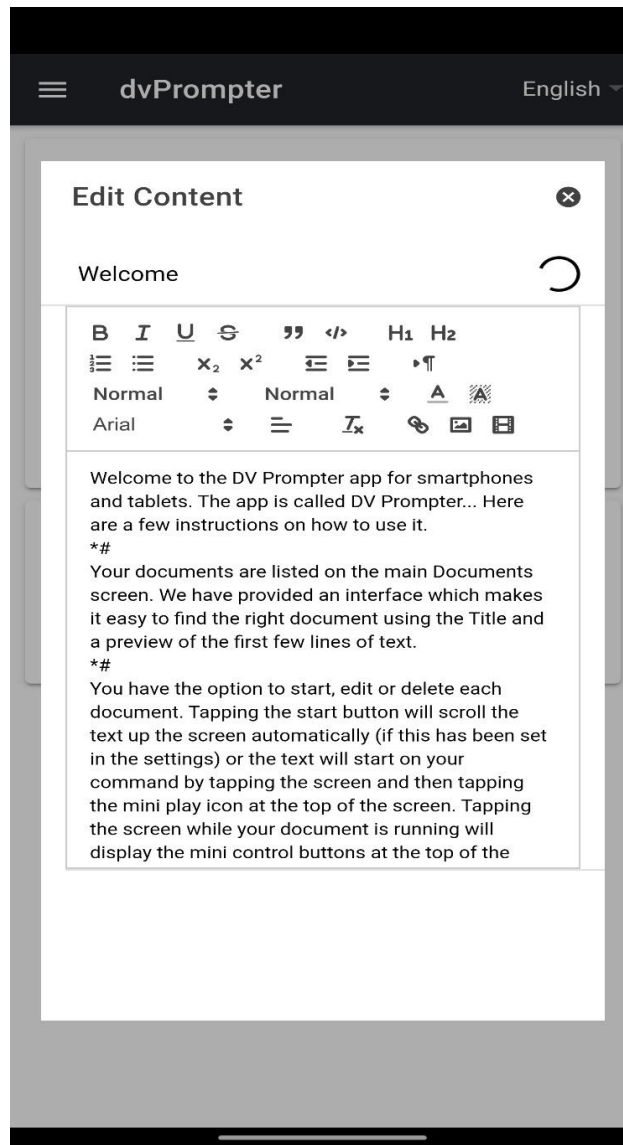 dvPrompter English
Edit Content
Welcome
B I U S ” </> H1 H2
X₂ X²
Normal Normal A A
Arial Tx
Welcome to the DV Prompter app for smartphones
and tablets. The app is called DV Prompter... Here
are a few instructions on how to use it.
*#
Your documents are listed on the main Documents
screen. We have provided an interface which makes
it easy to find the right document using the Title and
a preview of the first few lines of text.
*#
You have the option to start, edit or delete each
document. Tapping the start button will scroll the
text up the screen automatically (if this has been set
in the settings) or the text will start on your
command by tapping the screen and then tapping
the mini play icon at the top of the screen. Tapping
the screen while your document is running will
display the mini control buttons at the top of the